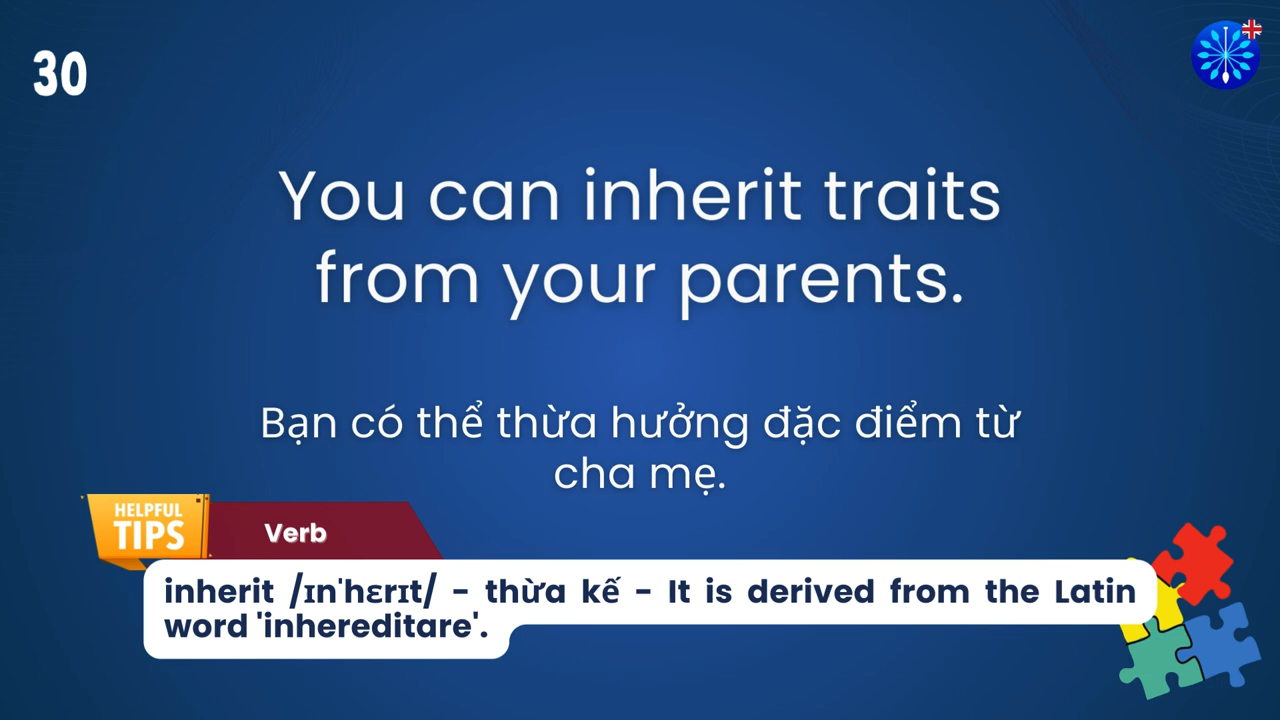 30
You can inherit traits
from your parents.
Bạn có thể thừa hưởng đặc điểm từ
cha mẹ.
HELPFUL
TIPS
Verb
inherit /ɪnˈhɛrɪt/ - thừa kế - It is derived from the Latin
word 'inhereditare'.